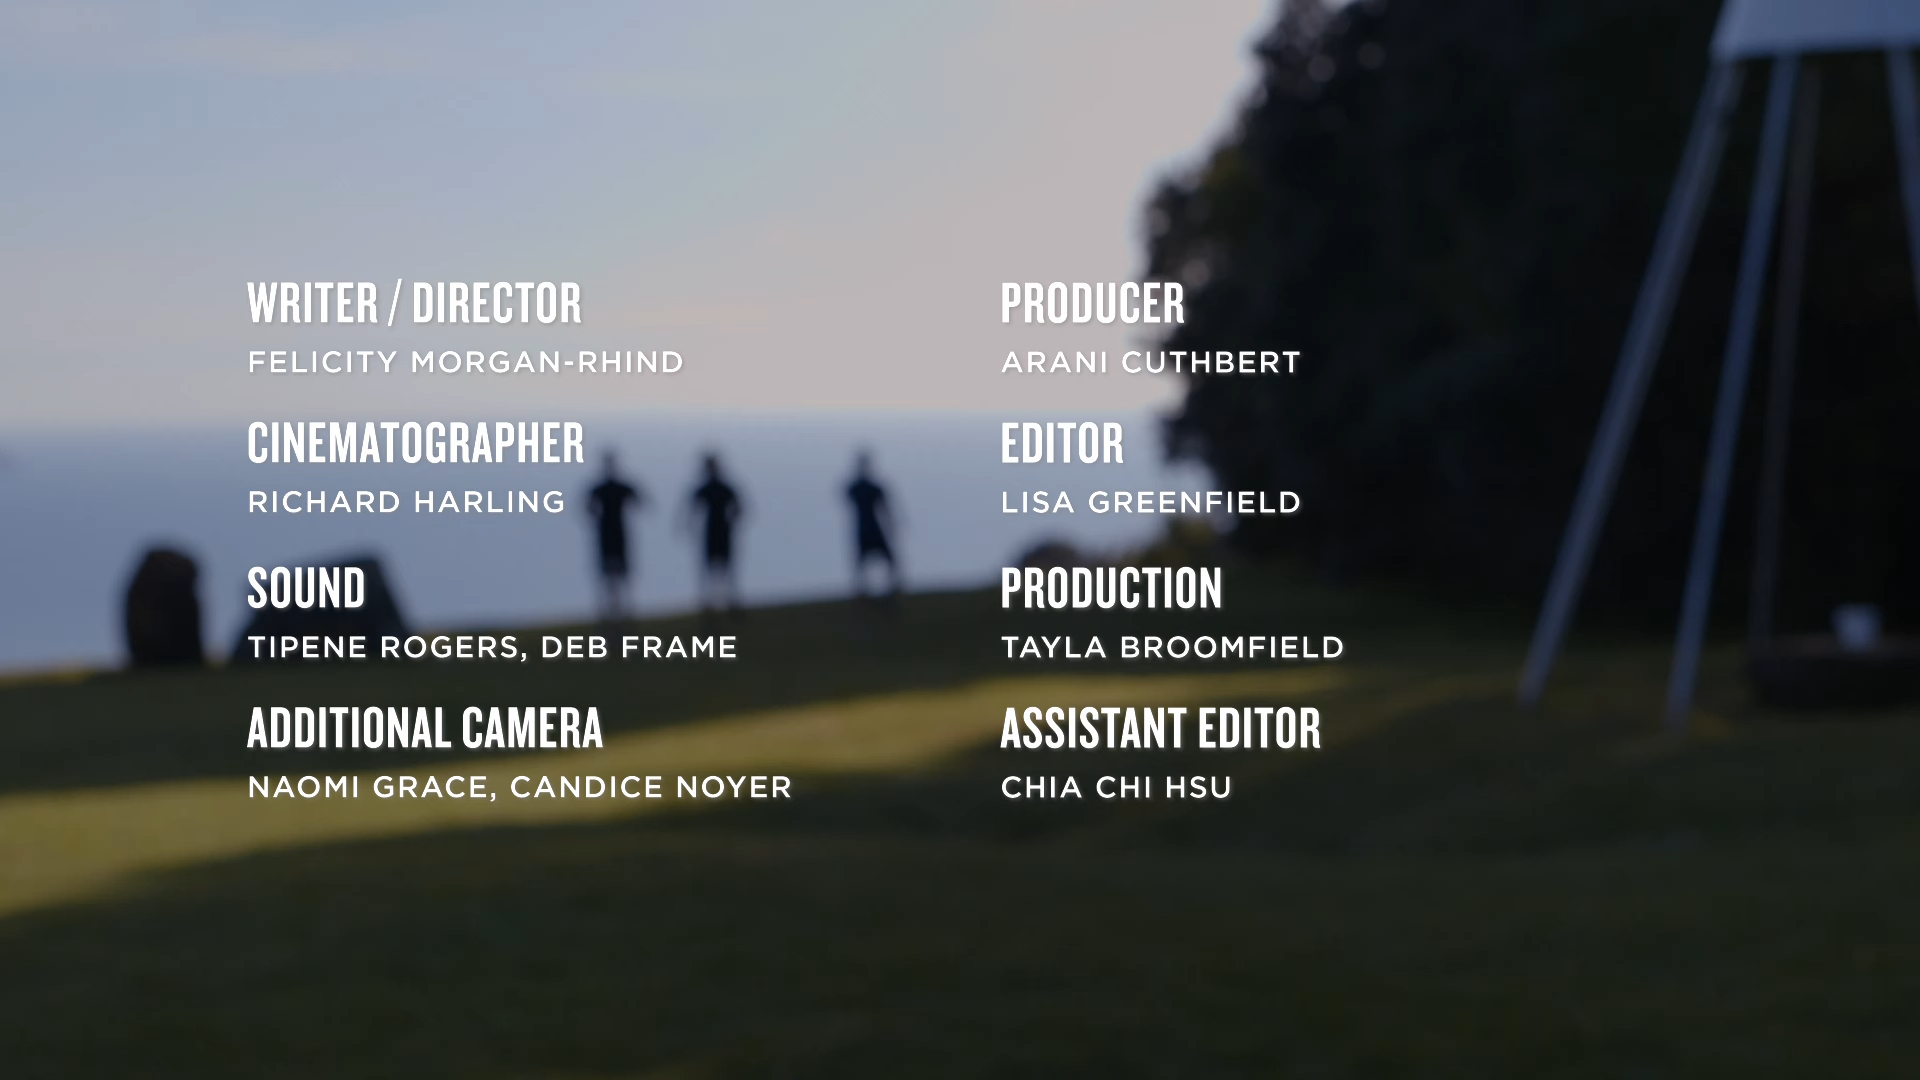 WRITER / DIRECTOR
FELICITY MORGAN-RHIND
CINEMATOGRAPHER
RICHARD HARLING
SOUND
TIPENE ROGERS, DEB FRAME
ADDITIONAL CAMERA
NAOMI GRACE, CANDICE NOYER
PRODUCER
ARANI CUTHBERT
EDITOR
LISA GREENFIELD
PRODUCTION
TAYLA BROOMFIELD
ASSISTANT EDITOR
CHIA CHI HSU